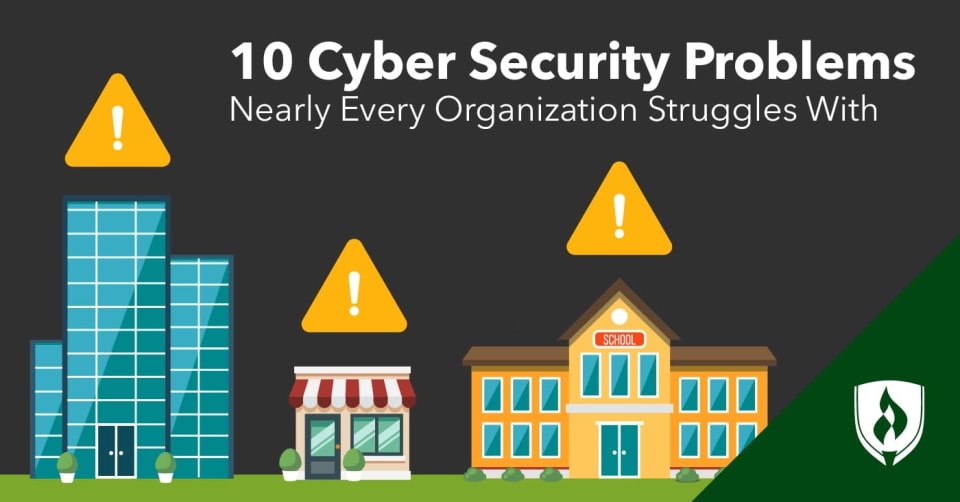 10 Cyber Security Problems
Nearly Every Organization Struggles With
SCHOOL